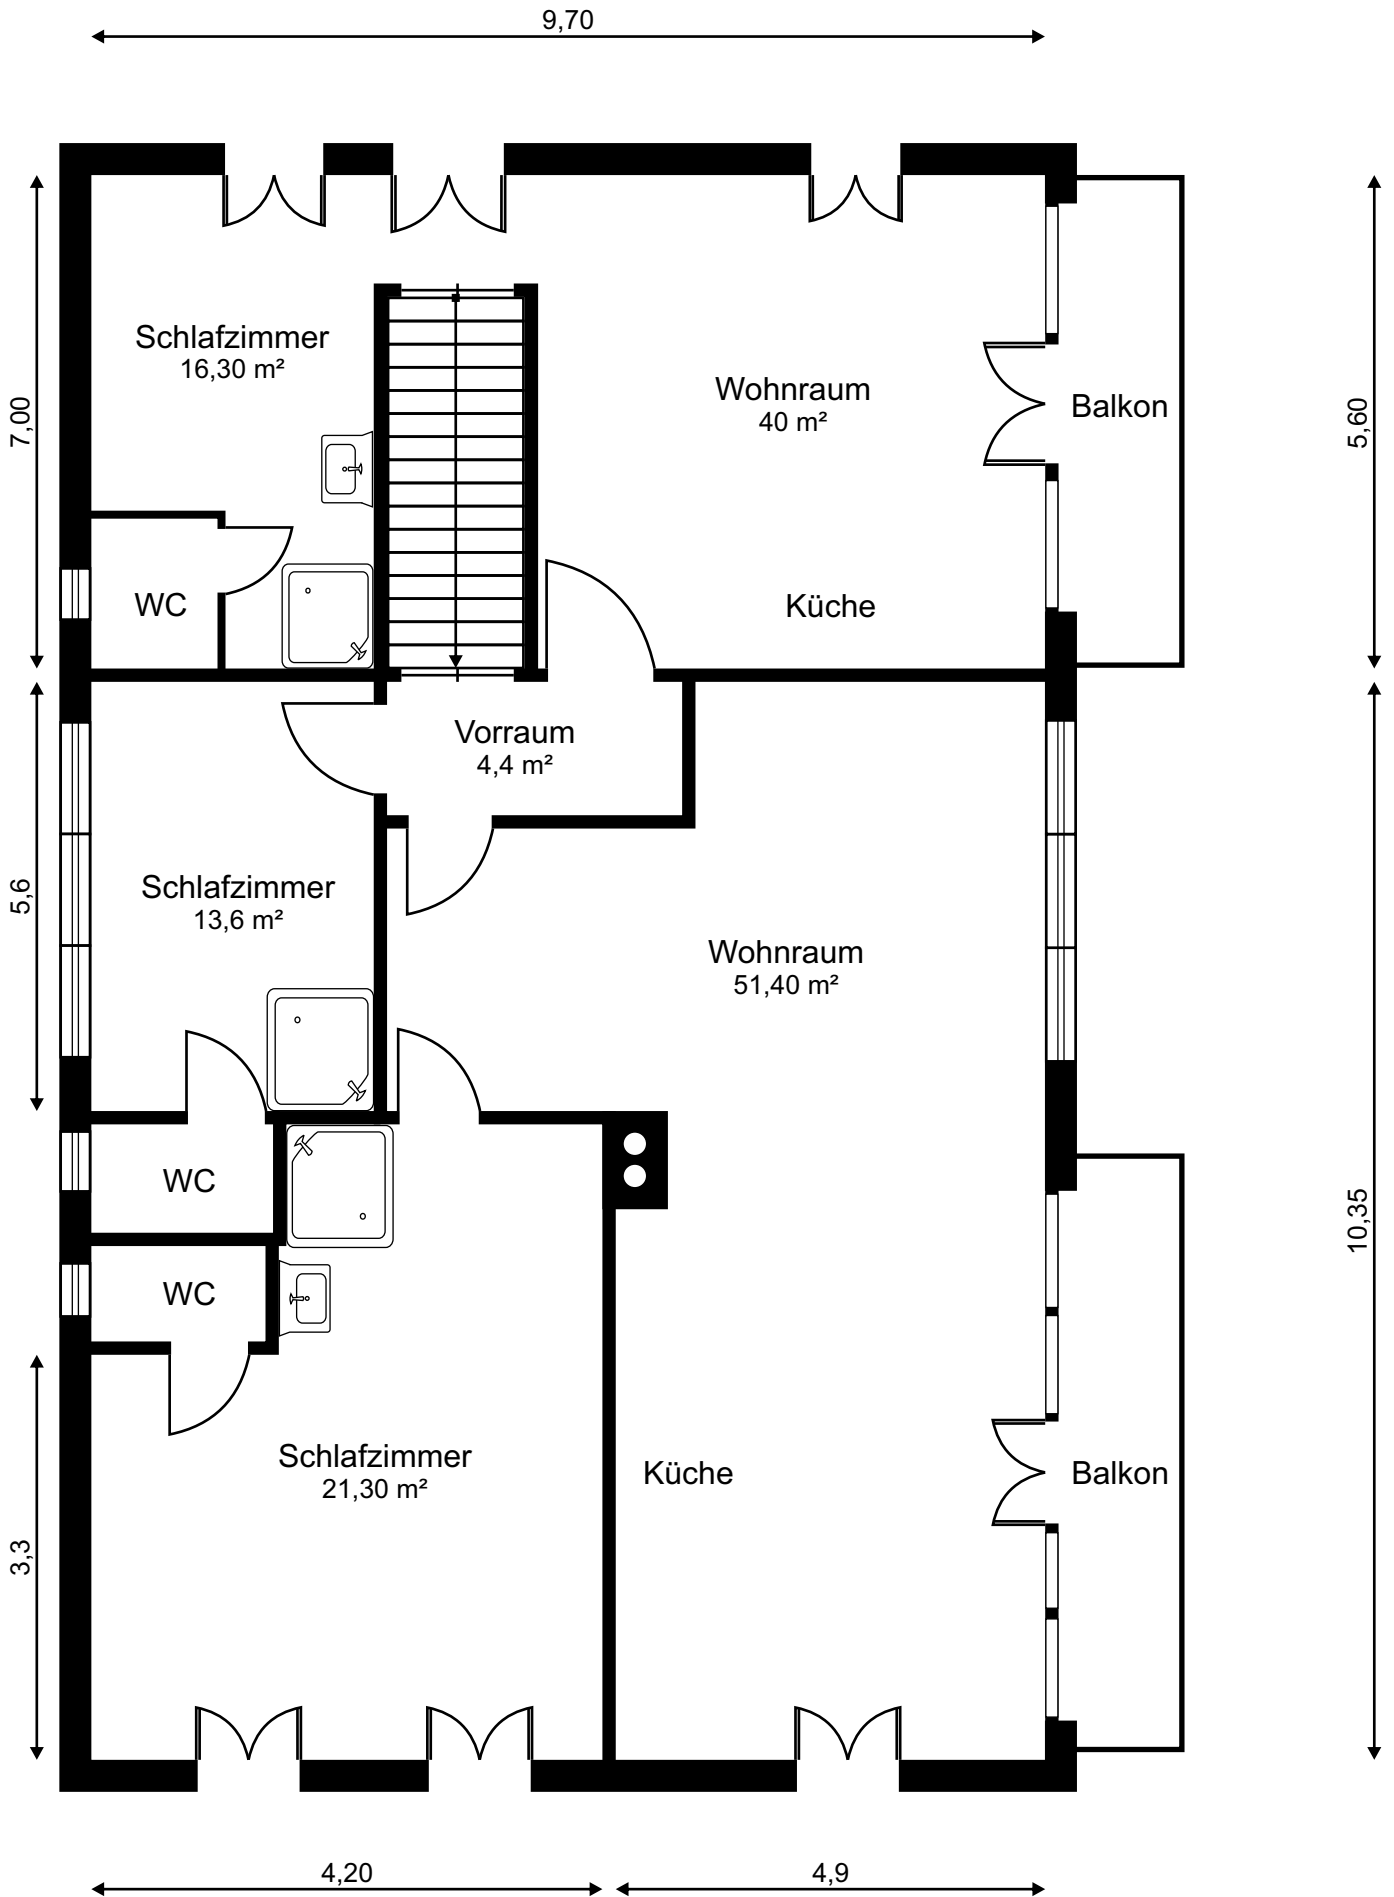 9,70
Schlafzimmer
16,30 m²
Wohnraum
40 m²
Balkon
7,00
5,60
WC
Küche
Vorraum
4,4 m²
Schlafzimmer
13,6 m²
5,6
Wohnraum
51,40 m²
WC
10,35
WC
Schlafzimmer
21,30 m²
Küche
Balkon
3,3
4,20
4,9